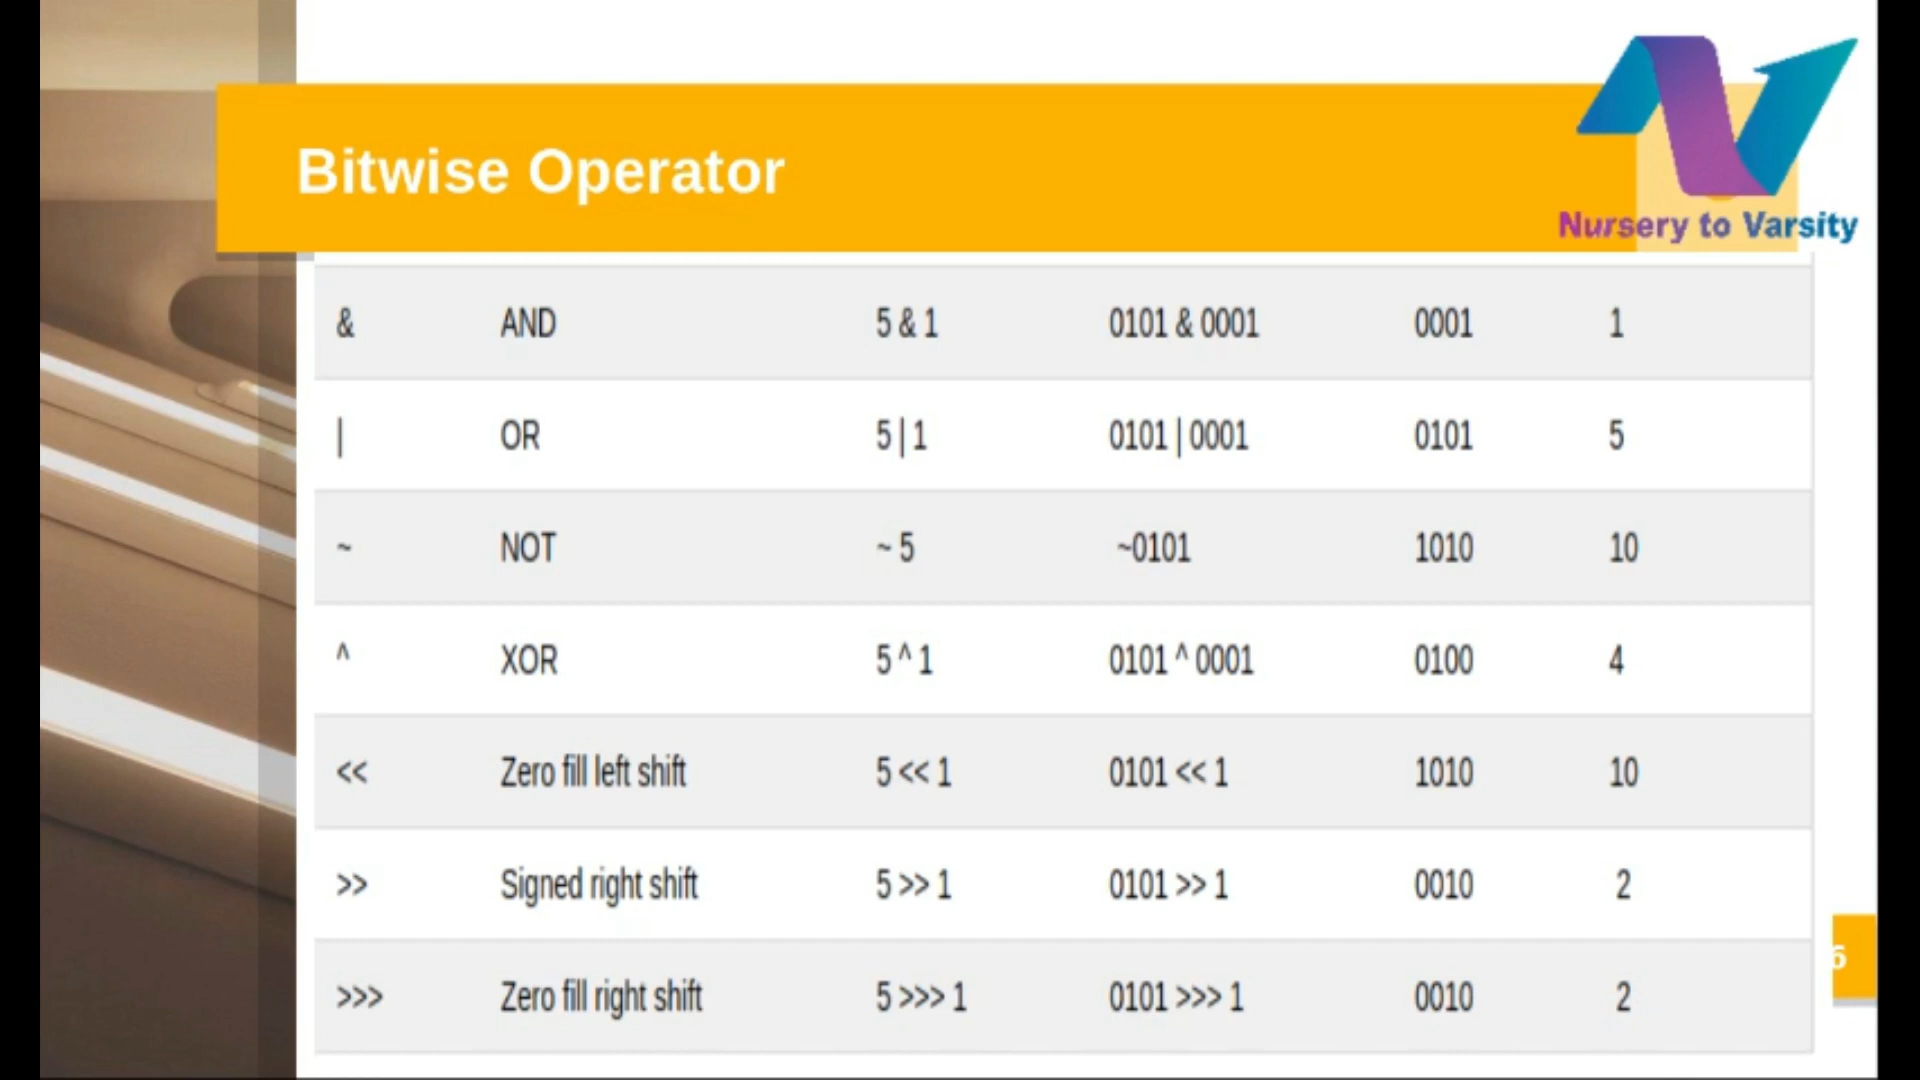 Bitwise Operator
Nursery to Varsity
& AND 5 & 1 0101 & 0001 0001 1
| OR 5 | 1 0101 | 0001 0101 5
~ NOT ~ 5 ~0101 1010 10
^ XOR 5 ^ 1 0101 ^ 0001 0100 4
<< Zero fill left shift 5 << 1 0101 << 1 1010 10
>> Signed right shift 5 >> 1 0101 >> 1 0010 2
6
>>> Zero fill right shift 5 >>> 1 0101 >>> 1 0010 2